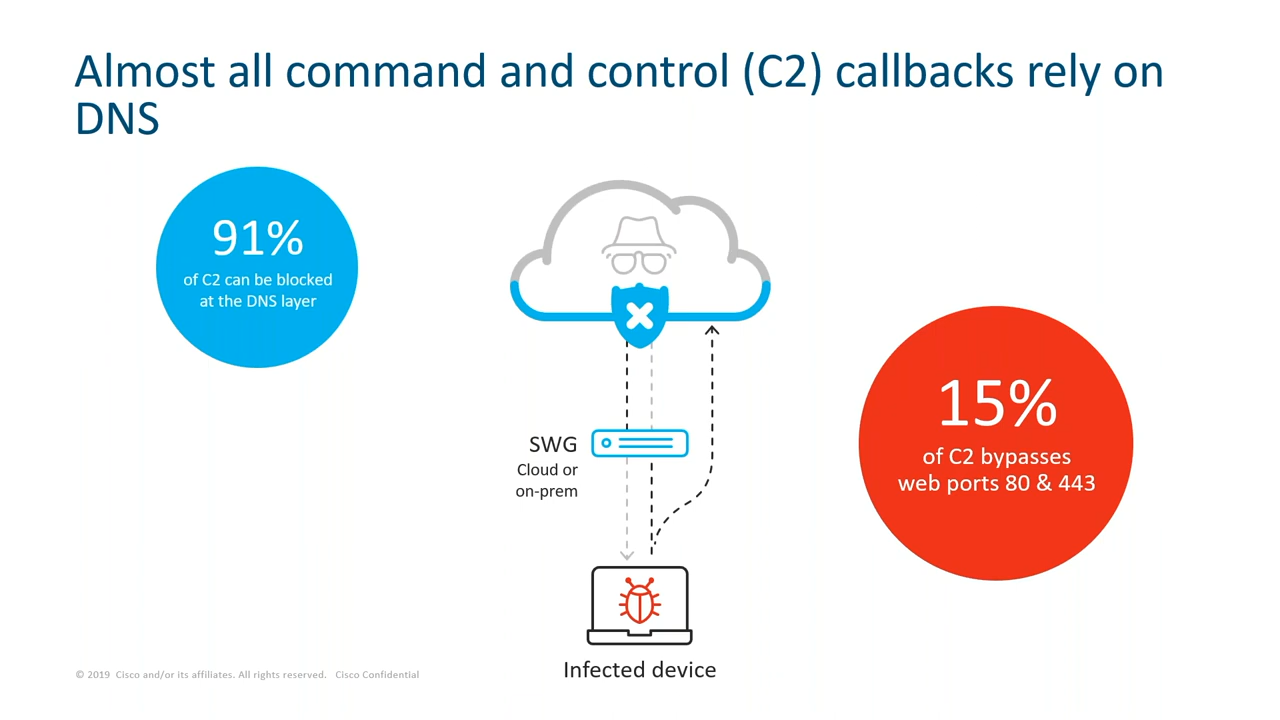 Almost all command and control (C2) callbacks rely on
DNS
91%
of C2 can be blocked
at the DNS layer
SWG
Cloud or
on-prem
15%
of C2 bypasses
web ports 80 & 443
Infected device
© 2019 Cisco and/or its affiliates. All rights reserved. Cisco Confidential